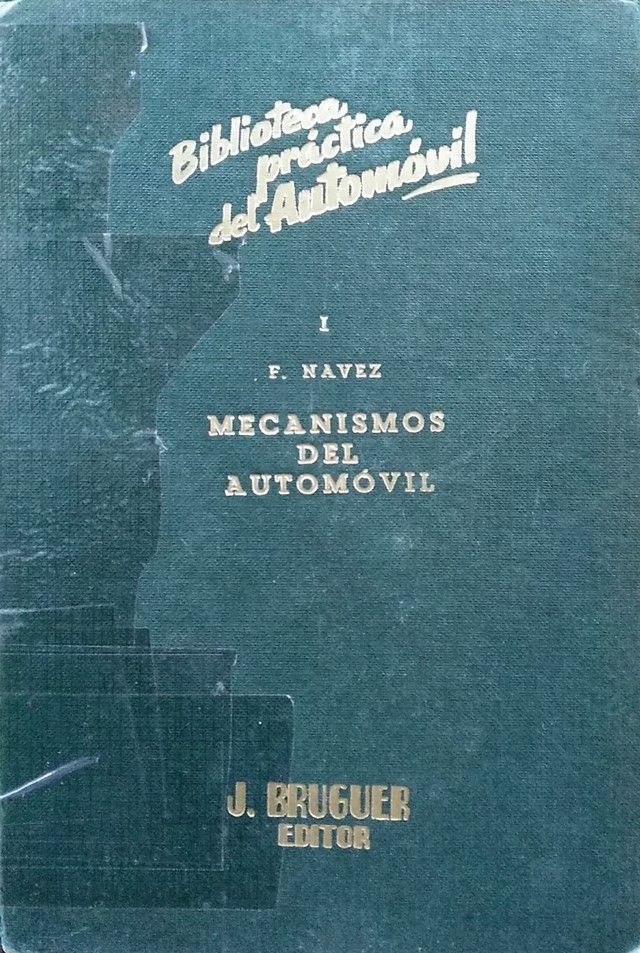 Biblioteca
práctica
del Automóvil
I
F. NAVEZ
MECANISMOS
DEL
AUTOMÓVIL
J. BRUGUER
EDITOR